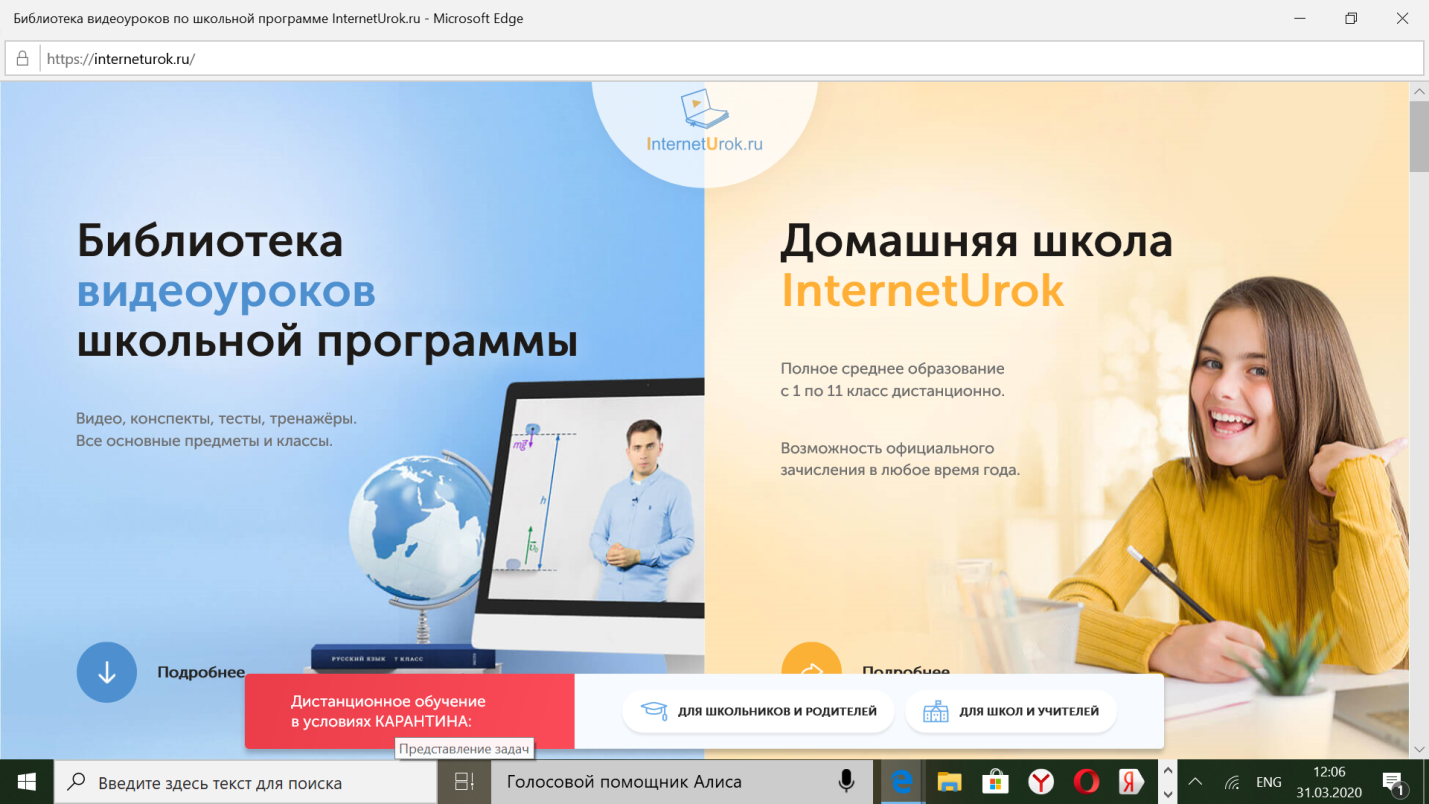 Библиотека видеоуроков по школьной программе InternetUrok.ru - Microsoft Edge
https://interneturok.ru/
InternetUrok.ru
Библиотека
видеоуроков
школьной программы
Видео, конспекты, тесты, тренажёры.
Все основные предметы и классы.
mg
h
РУССКИЙ ЯЗЫК 7 КЛАСС
Подробнее
Домашняя школа
InternetUrok
Полное среднее образование
с 1 по 11 класс дистанционно.
Возможность официального
зачисления в любое время года.
Подробнее
Дистанционное обучение
в условиях КАРАНТИНА:
ДЛЯ ШКОЛЬНИКОВ И РОДИТЕЛЕЙ
ДЛЯ ШКОЛ И УЧИТЕЛЕЙ
Представление задач
Введите здесь текст для поиска
Голосовой помощник Алиса
ENG
12:06
31.03.2020
1